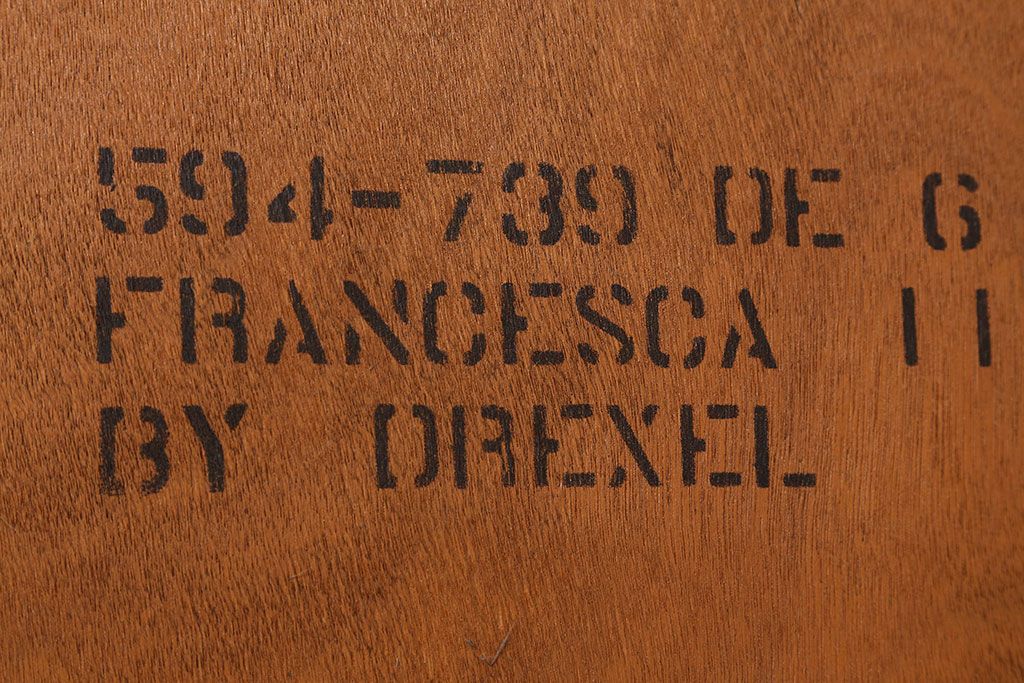 594-739 DE 6
FRANCESCA II
BY DREXEL